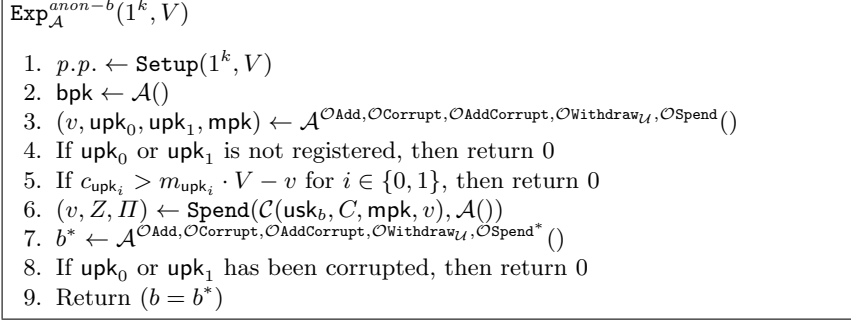 Exp_𝒜^{anon−b}(1^k, V)
1. p.p. ← Setup(1^k, V)
2. bpk ← 𝒜()
3. (v, upk_0, upk_1, mpk) ← 𝒜^{𝒪Add,𝒪Corrupt,𝒪AddCorrupt,𝒪Withdraw_𝒰,𝒪Spend}()
4. If upk_0 or upk_1 is not registered, then return 0
5. If c_{upk_i} > m_{upk_i} · V − v for i ∈ {0, 1}, then return 0
6. (v, Z, Π) ← Spend(𝒞(usk_b, C, mpk, v), 𝒜())
7. b* ← 𝒜^{𝒪Add,𝒪Corrupt,𝒪AddCorrupt,𝒪Withdraw_𝒰,𝒪Spend*}()
8. If upk_0 or upk_1 has been corrupted, then return 0
9. Return (b = b*)